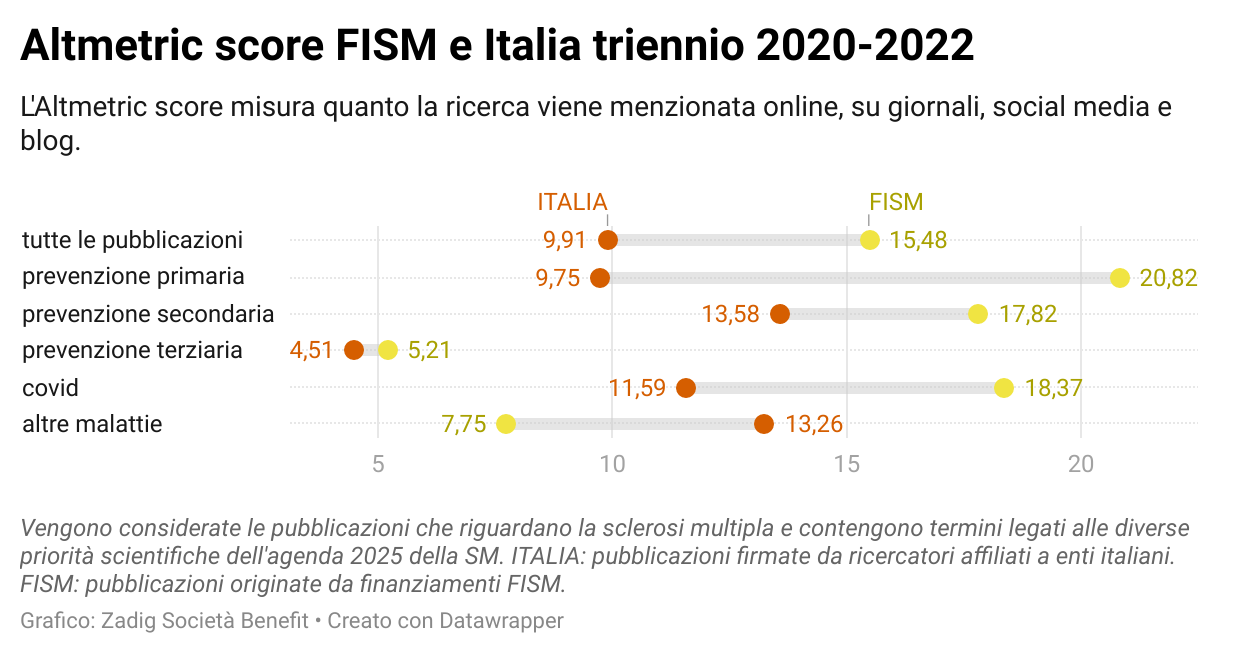 Altmetric score FISM e Italia triennio 2020-2022
L'Altmetric score misura quanto la ricerca viene menzionata online, su giornali, social media e
blog.
ITALIA FISM
tutte le pubblicazioni 9,91 15,48
prevenzione primaria 9,75 20,82
prevenzione secondaria 13,58 17,82
prevenzione terziaria 4,51 5,21
covid 11,59 18,37
altre malattie 7,75 13,26
5 10 15 20
Vengono considerate le pubblicazioni che riguardano la sclerosi multipla e contengono termini legati alle diverse
priorità scientifiche dell'agenda 2025 della SM. ITALIA: pubblicazioni firmate da ricercatori affiliati a enti italiani.
FISM: pubblicazioni originate da finanziamenti FISM.
Grafico: Zadig Società Benefit • Creato con Datawrapper